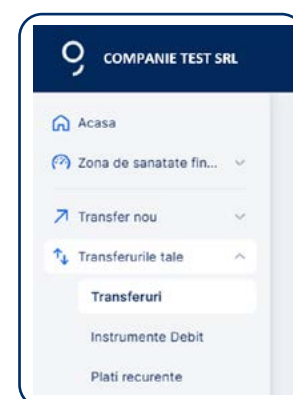 COMPANIE TEST SRL
Acasa
Zona de sanatate fin...
Transfer nou
Transferurile tale
Transferuri
Instrumente Debit
Plati recurente